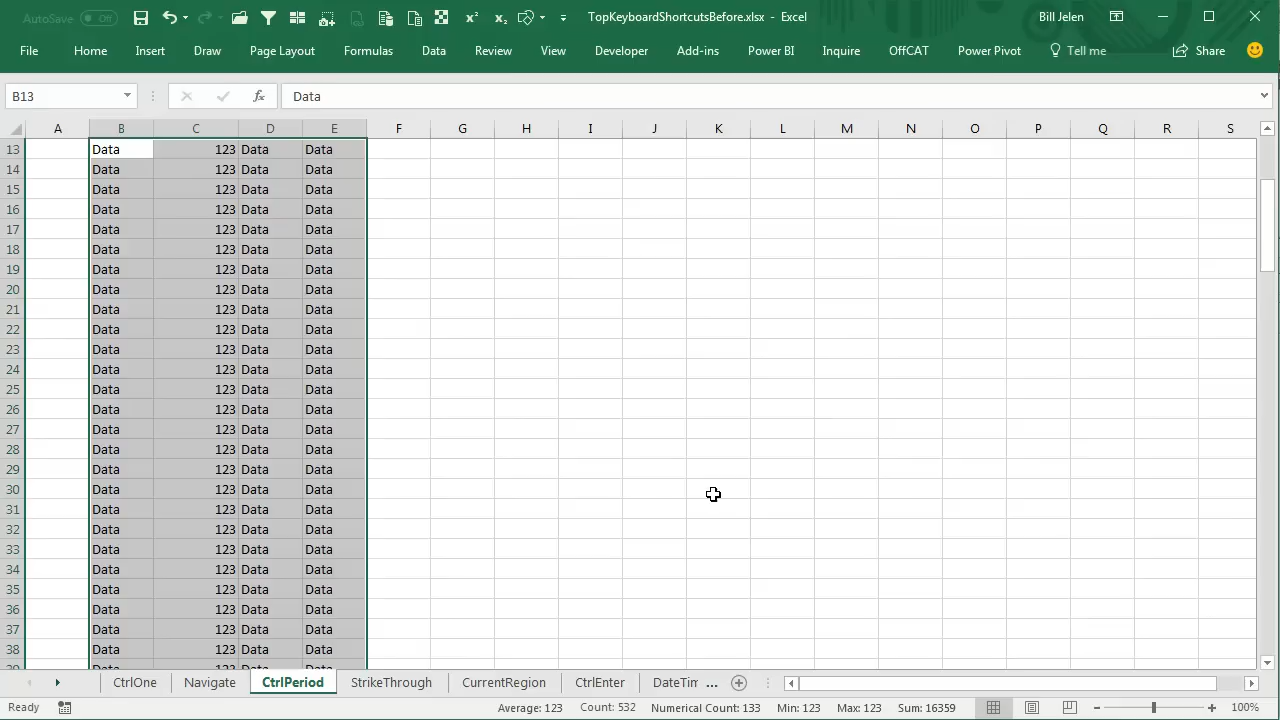 AutoSave Off TopKeyboardShortcutsBefore.xlsx - Excel Bill Jelen
File Home Insert Draw Page Layout Formulas Data Review View Developer Add-ins Power BI Inquire OffCAT Power Pivot Tell me Share
B13 fx Data
A B C D E F G H I J K L M N O P Q R S
13 Data 123 Data Data
14 Data 123 Data Data
15 Data 123 Data Data
16 Data 123 Data Data
17 Data 123 Data Data
18 Data 123 Data Data
19 Data 123 Data Data
20 Data 123 Data Data
21 Data 123 Data Data
22 Data 123 Data Data
23 Data 123 Data Data
24 Data 123 Data Data
25 Data 123 Data Data
26 Data 123 Data Data
27 Data 123 Data Data
28 Data 123 Data Data
29 Data 123 Data Data
30 Data 123 Data Data
31 Data 123 Data Data
32 Data 123 Data Data
33 Data 123 Data Data
34 Data 123 Data Data
35 Data 123 Data Data
36 Data 123 Data Data
37 Data 123 Data Data
38 Data 123 Data Data
39 Data 123 Data Data
CtrlOne Navigate CtrlPeriod StrikeThrough CurrentRegion CtrlEnter DateTim ...
Ready Average: 123 Count: 532 Numerical Count: 133 Min: 123 Max: 123 Sum: 16359 100%